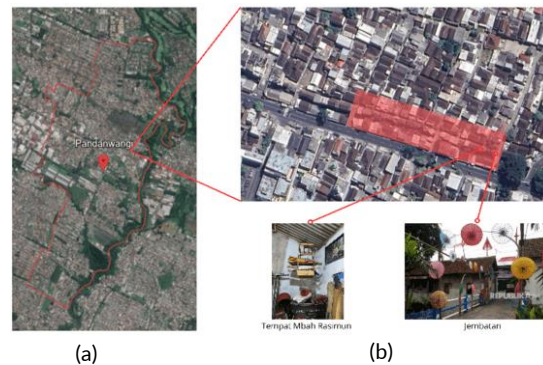 Pandanwangi
Tempat Mbah Rasimun
Jembatan
REPUBLIKA
(a)
(b)